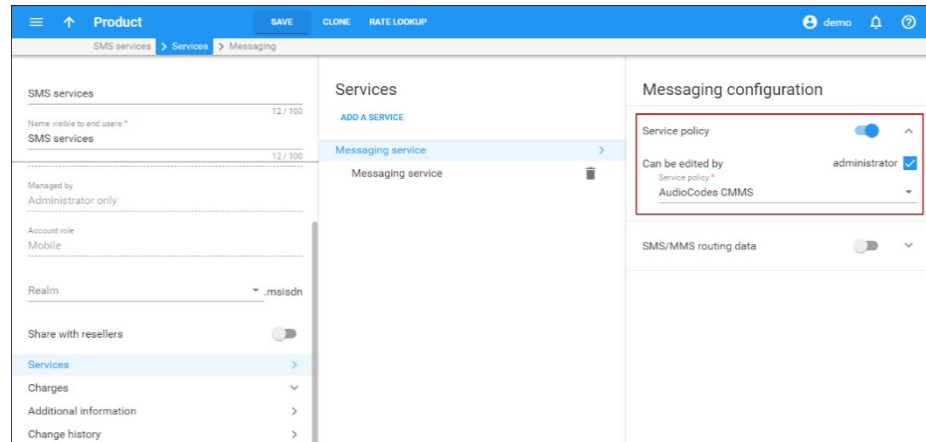 Product SAVE CLONE RATE LOOKUP demo
SMS services Services Messaging
SMS services
12 / 100
Name visible to end users *
SMS services
12 / 100
Managed by
Administrator only
Account role
Mobile
Realm .msisdn
Share with resellers
Services
Charges
Additional information
Change history
Services
ADD A SERVICE
Messaging service
Messaging service
Messaging configuration
Service policy
Can be edited by administrator
Service policy *
AudioCodes CMMS
SMS/MMS routing data